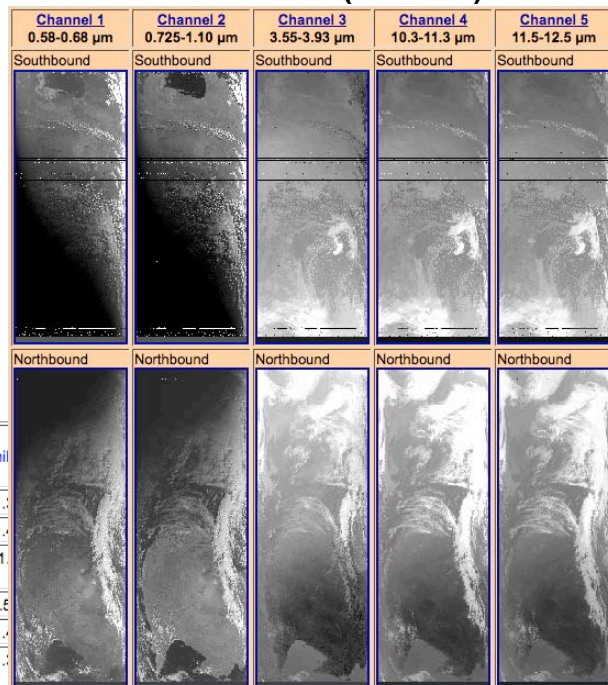 Channel 1 Channel 2 Channel 3 Channel 4 Channel 5
0.58-0.68 µm 0.725-1.10 µm 3.55-3.93 µm 10.3-11.3 µm 11.5-12.5 µm
Southbound Southbound Southbound Southbound Southbound
Northbound Northbound Northbound Northbound Northbound